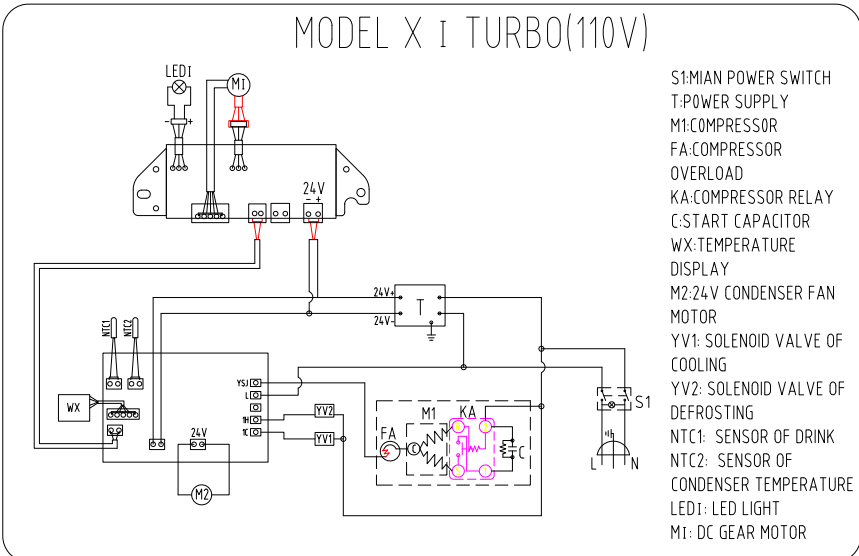 MODEL X I TURBO(110V)
LEDI
MI
- +
24V
- +
S1:MIAN POWER SWITCH
T:POWER SUPPLY
M1:COMPRESSOR
FA:COMPRESSOR
OVERLOAD
KA:COMPRESSOR RELAY
C:START CAPACITOR
WX:TEMPERATURE
DISPLAY
M2:24V CONDENSER FAN
MOTOR
YV1: SOLENOID VALVE OF
COOLING
YV2: SOLENOID VALVE OF
DEFROSTING
NTC1: SENSOR OF DRINK
NTC2: SENSOR OF
CONDENSER TEMPERATURE
LEDI: LED LIGHT
MI: DC GEAR MOTOR
24V+
24V-
T
NTC1
NTC2
WX
YSJ
L
1H
1C
YV2
YV1
24V
M2
FA
M1
KA
C
C
S1
L
N